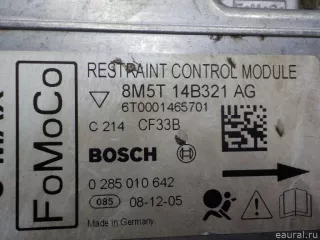 RESTRAINT CONTROL MODULE
8M5T 14B321 AG
6T0001465701
C 214 CF33B
BOSCH
0 285 010 642
085 08-12-05
Made in Germany
FoMoCo
MAX
eaural.ru